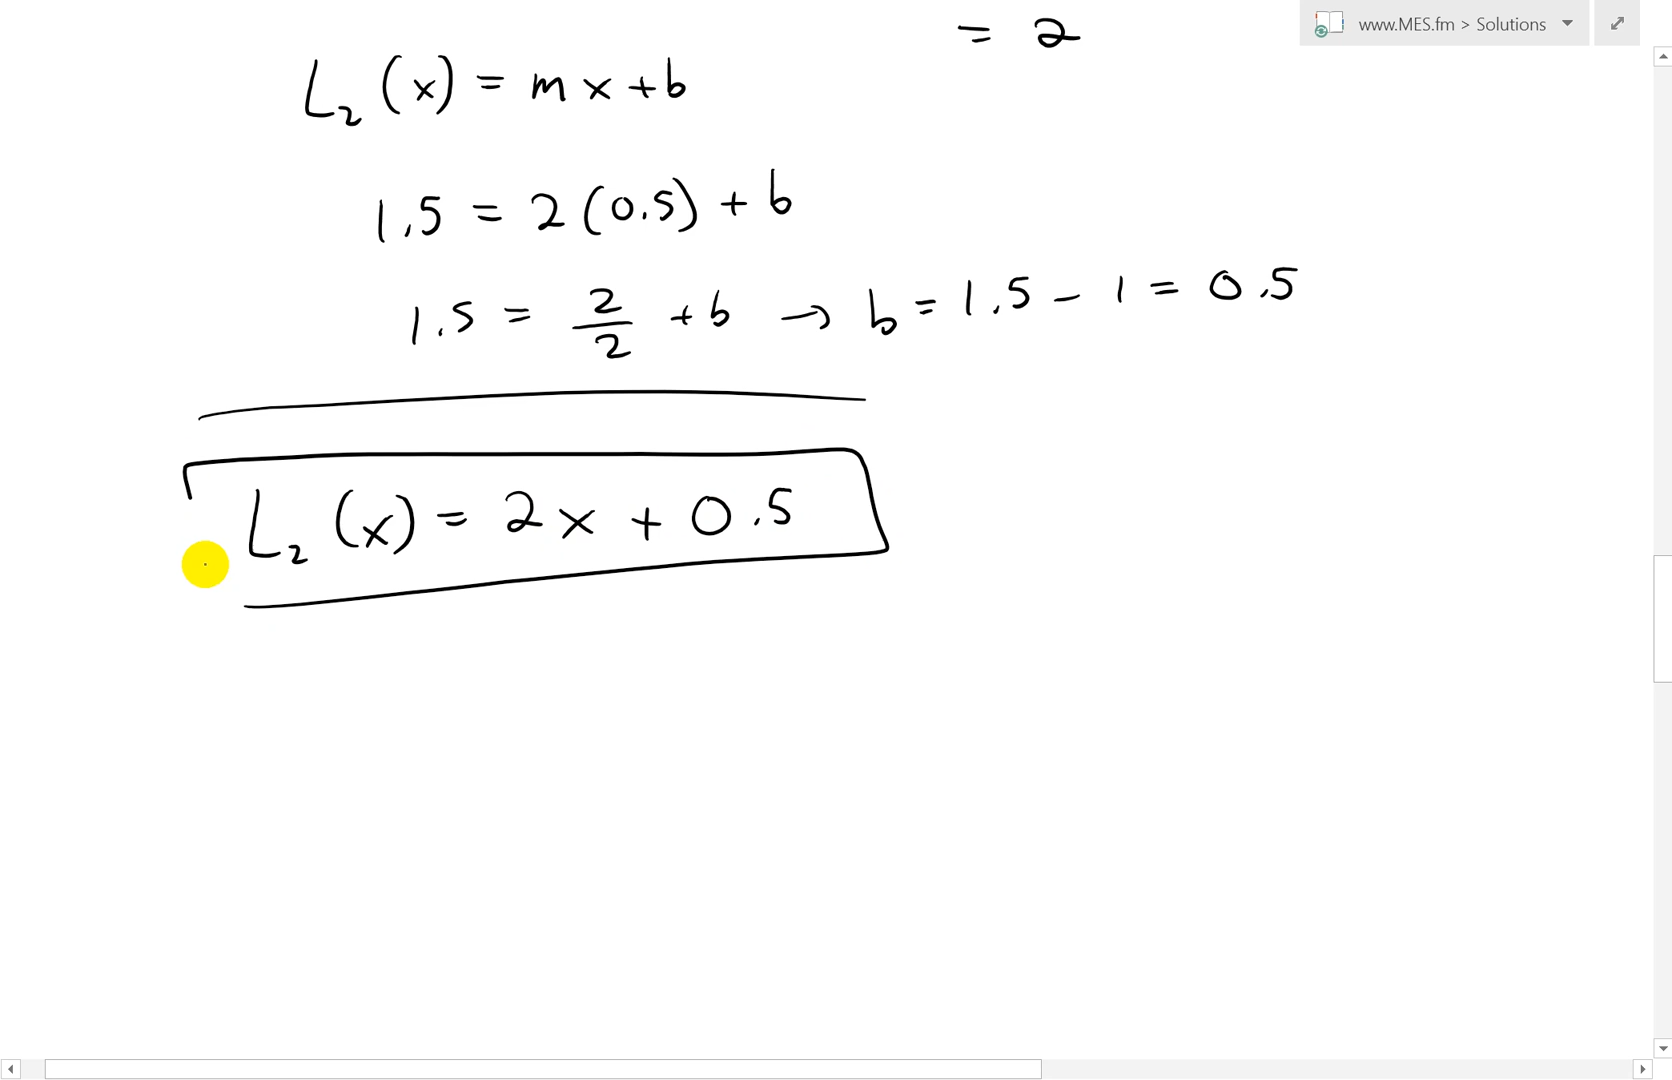 www.MES.fm > Solutions
= 2
L₂ (x) = mx+b
1.5 = 2(0.5) + b
1.5 = 2/2 + b → b = 1.5 - 1 = 0.5
L₂ (x) = 2x + 0.5